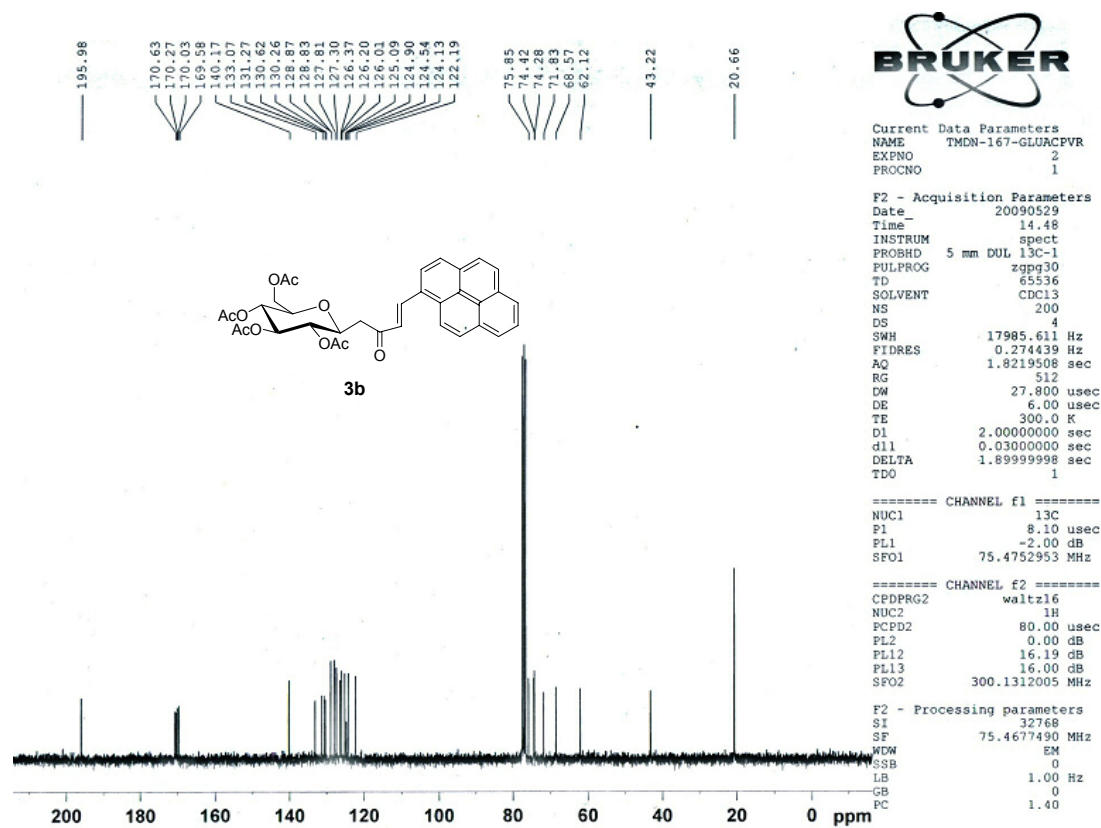 195.98
170.63
170.27
170.03
169.58
140.17
133.07
131.27
130.62
130.26
128.87
128.83
127.81
127.30
126.37
126.20
126.01
125.09
124.90
124.54
124.13
122.19
75.85
74.42
74.28
71.83
68.57
62.12
43.22
20.66
BRUKER
Current Data Parameters
NAME TMDN-167-GLUACPVR
EXPNO 2
PROCNO 1
F2 - Acquisition Parameters
Date_ 20090529
Time 14.48
INSTRUM spect
PROBHD 5 mm DUL 13C-1
PULPROG zgpg30
TD 65536
SOLVENT CDCl3
NS 200
DS 4
SWH 17985.611 Hz
FIDRES 0.274439 Hz
AQ 1.8219508 sec
RG 512
DW 27.800 usec
DE 6.00 usec
TE 300.0 K
D1 2.00000000 sec
d11 0.03000000 sec
DELTA 1.89999998 sec
TD0 1
======== CHANNEL f1 ========
NUC1 13C
P1 8.10 usec
PL1 -2.00 dB
SFO1 75.4752953 MHz
======== CHANNEL f2 ========
CPDPRG2 waltz16
NUC2 1H
PCPD2 80.00 usec
PL2 0.00 dB
PL12 16.19 dB
PL13 16.00 dB
SFO2 300.1312005 MHz
F2 - Processing parameters
SI 32768
SF 75.4677490 MHz
WDW EM
SSB 0
LB 1.00 Hz
GB 0
PC 1.40
OAc
AcO
AcO
OAc
O
O
3b
200 180 160 140 120 100 80 60 40 20 0 ppm